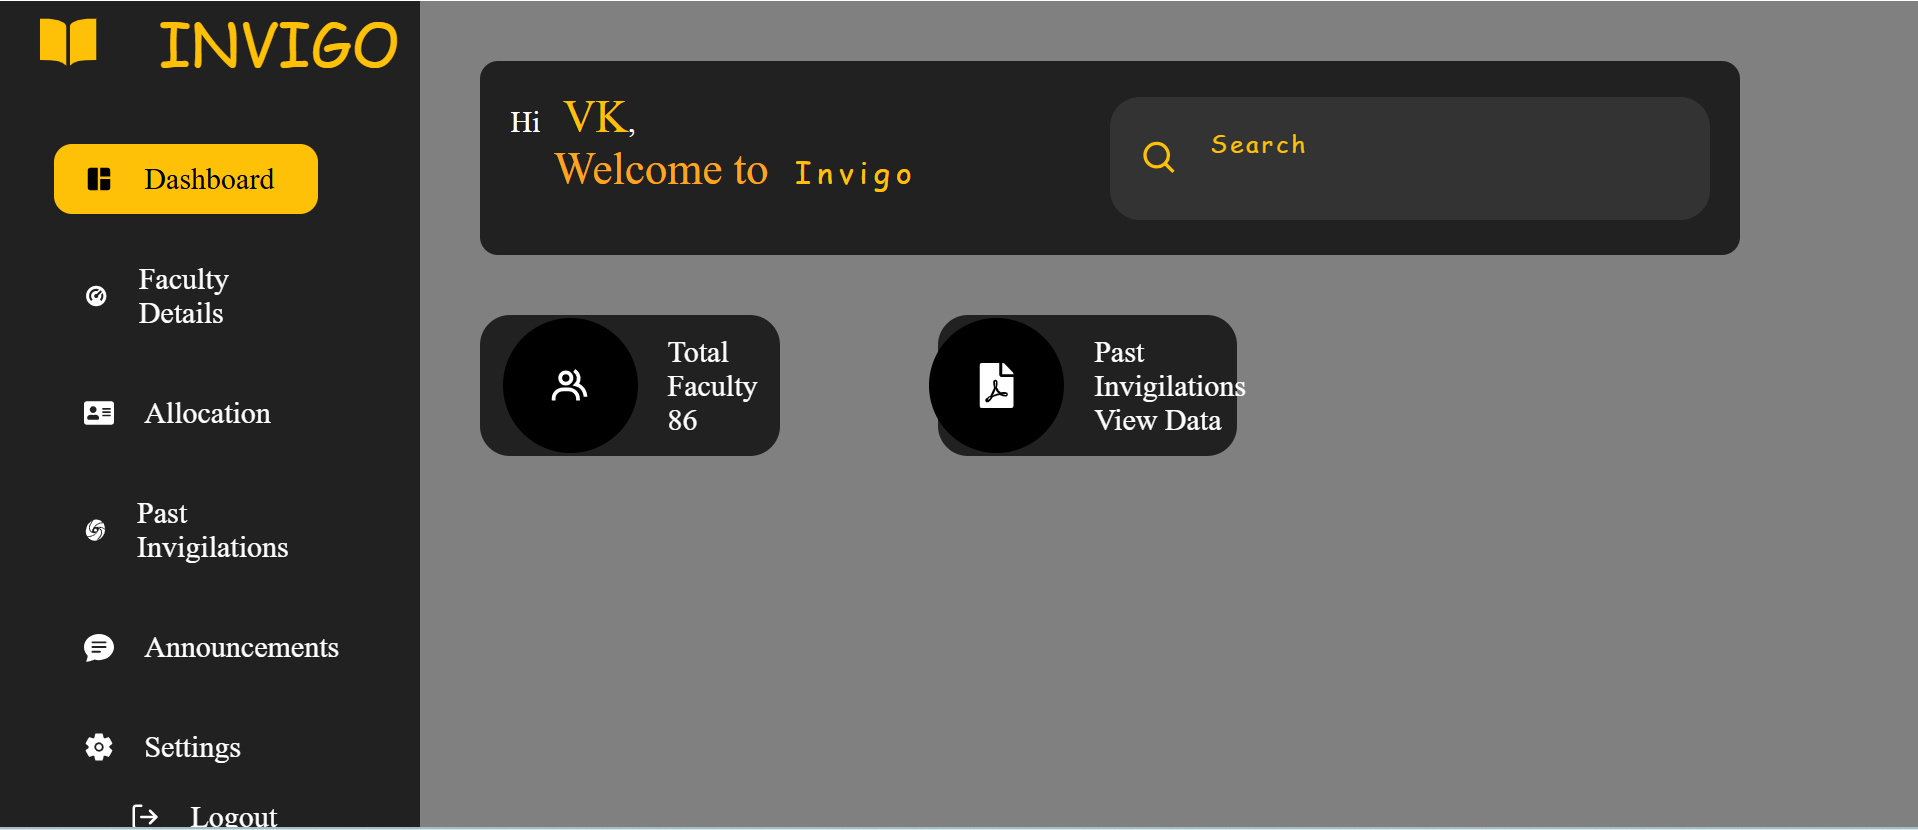 INVIGO
Dashboard
Faculty
Details
Allocation
Past
Invigilations
Announcements
Settings
Logout
Hi VK,
Welcome to Invigo
Search
Total
Faculty
86
Past
Invigilations
View Data